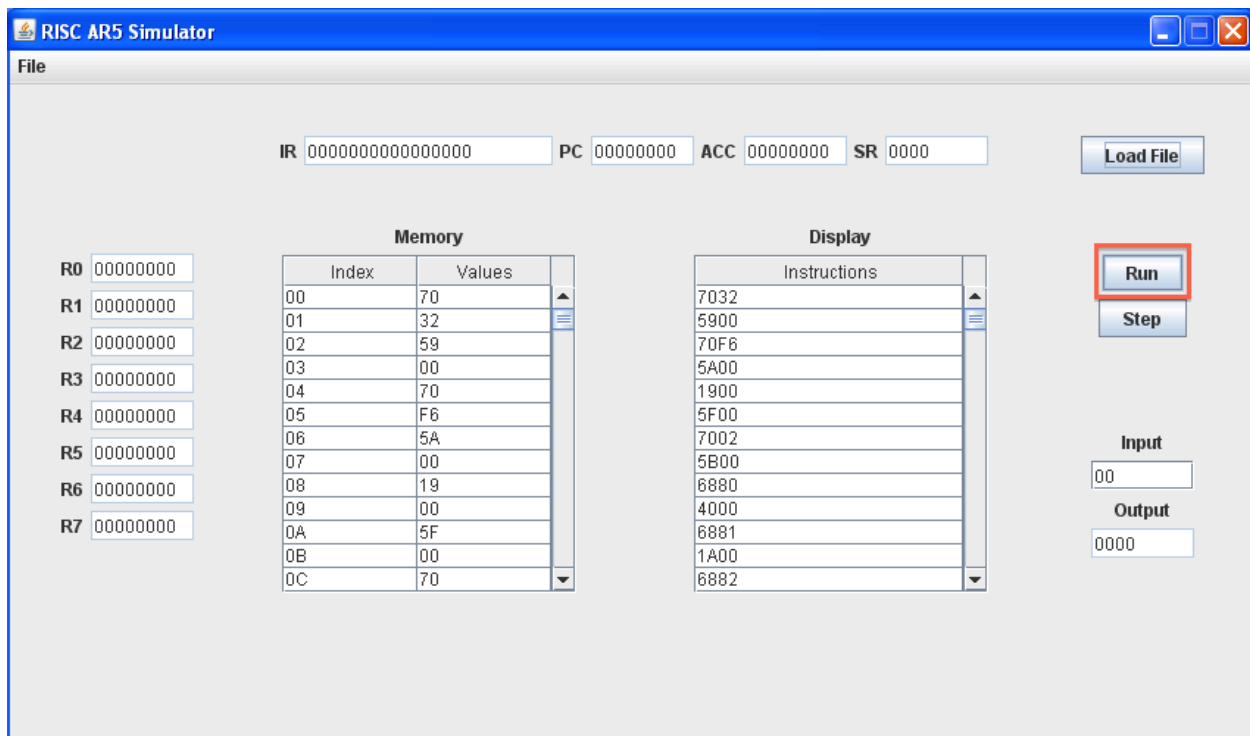 RISC AR5 Simulator
File
IR 0000000000000000 PC 00000000 ACC 00000000 SR 0000
Load File
Memory
Display
R0 00000000
R1 00000000
R2 00000000
R3 00000000
R4 00000000
R5 00000000
R6 00000000
R7 00000000
Index Values
00 70
01 32
02 59
03 00
04 70
05 F6
06 5A
07 00
08 19
09 00
0A 5F
0B 00
0C 70
Instructions
7032
5900
70F6
5A00
1900
5F00
7002
5B00
6880
4000
6881
1A00
6882
Run
Step
Input
00
Output
0000